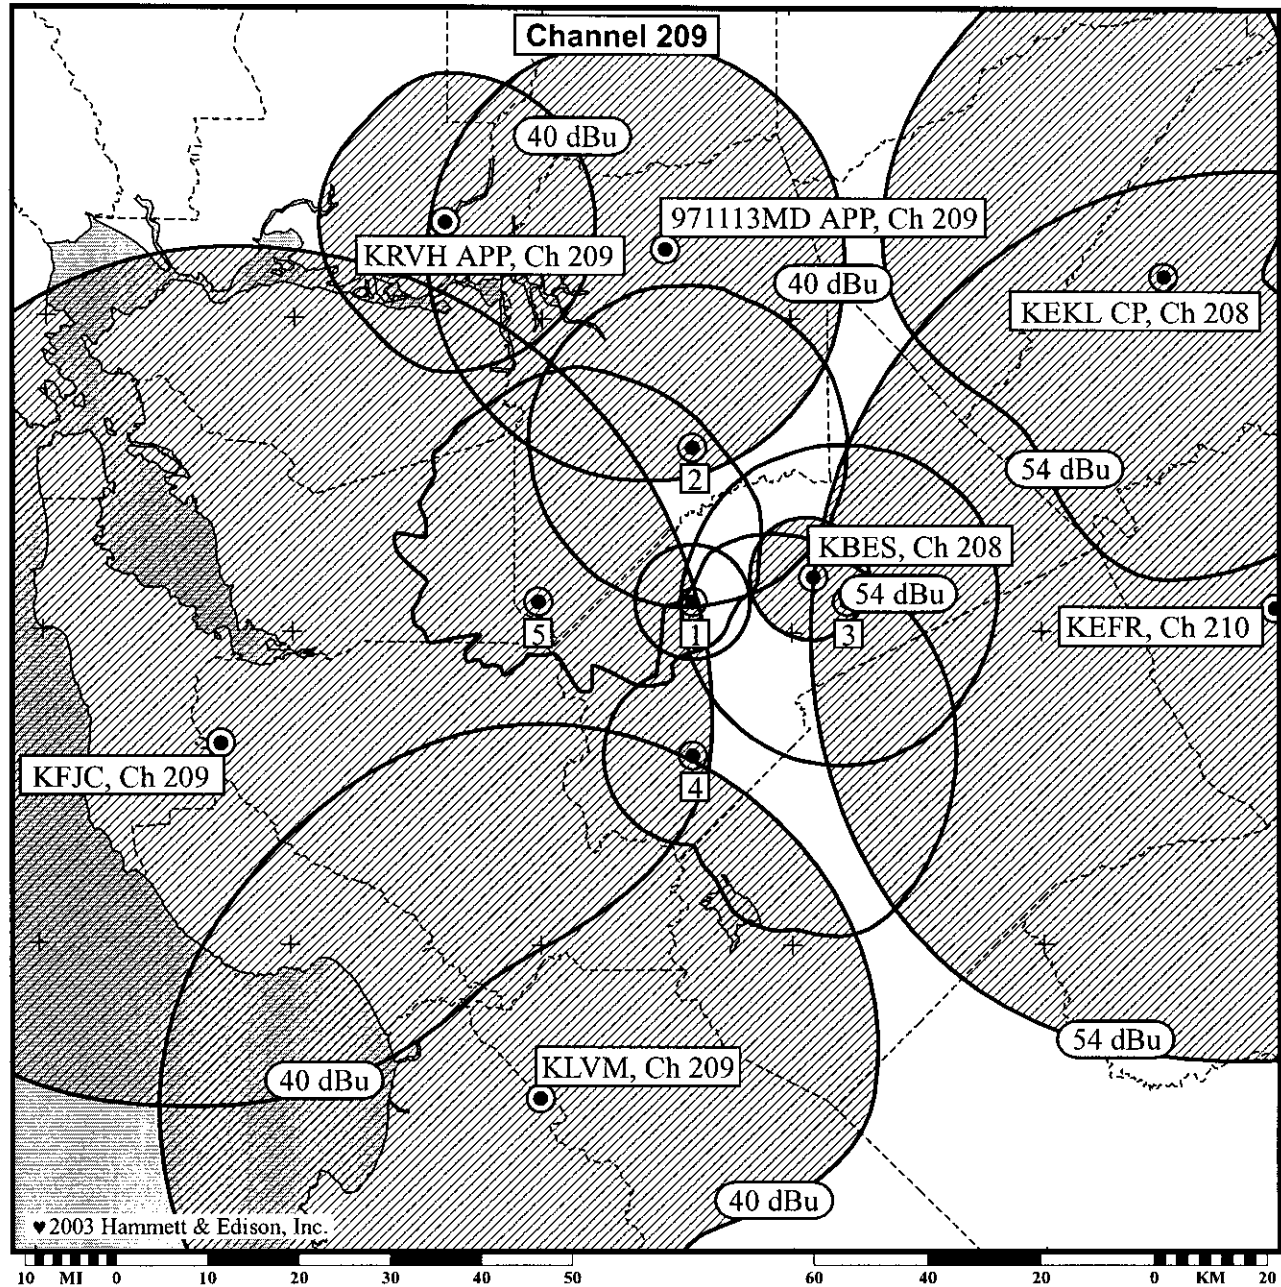 Channel 209
40 dBu
971113MD APP, Ch 209
KRVH APP, Ch 209
40 dBu
KEKL CP, Ch 208
54 dBu
2
KBES, Ch 208
54 dBu
5
1
3
KEFR, Ch 210
KFJC, Ch 209
4
54 dBu
KLVM, Ch 209
40 dBu
40 dBu
♥2003 Hammett & Edison, Inc.
10 MI 0 10 20 30 40 50 60 40 20 0 KM 20